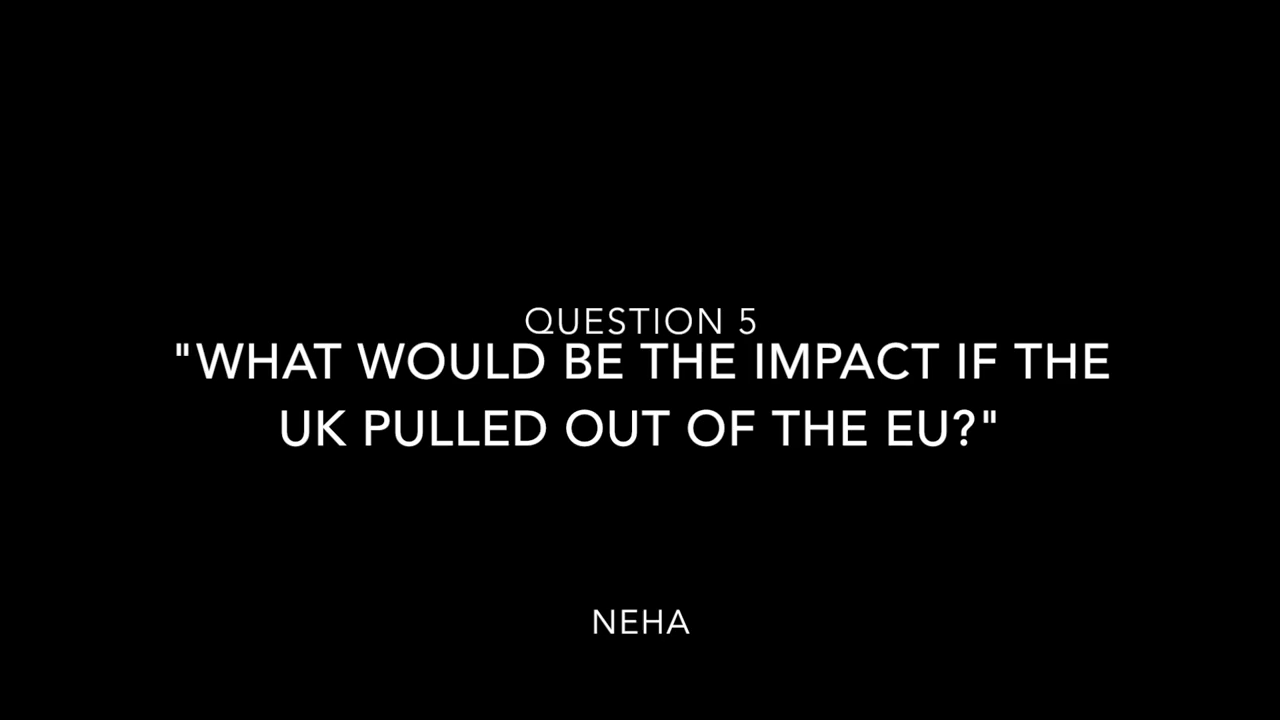 QUESTION 5
"WHAT WOULD BE THE IMPACT IF THE
UK PULLED OUT OF THE EU?"
NEHA